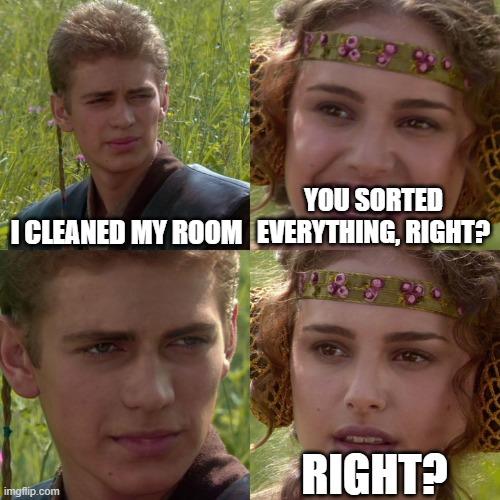 I CLEANED MY ROOM
YOU SORTED
EVERYTHING, RIGHT?
RIGHT?
imgflip.com